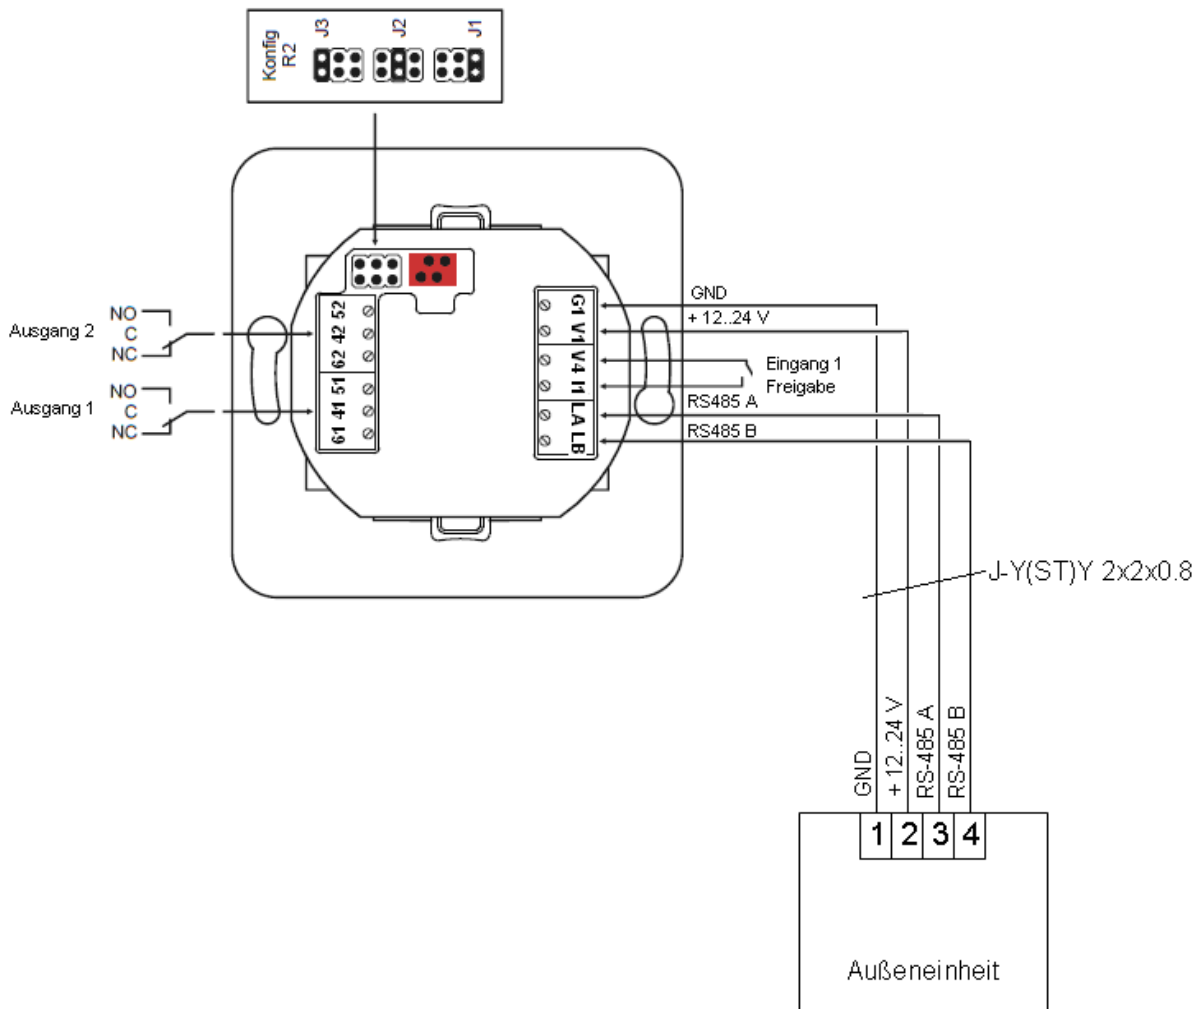 Konfig
R2
J3
J2
J1
NO
Ausgang 2
C
NC
NO
Ausgang 1
C
NC
52
42
62
51
41
61
G1
V1
V4
I1
LA
LB
GND
+ 12..24 V
Eingang 1
Freigabe
RS485 A
RS485 B
J-Y(ST)Y 2x2x0.8
GND
+ 12..24 V
RS-485 A
RS-485 B
1
2
3
4
Außeneinheit